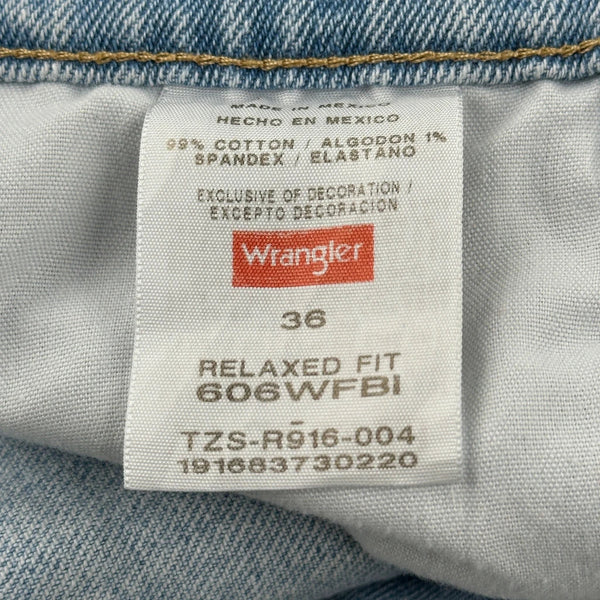 MADE IN MEXICO
HECHO EN MEXICO
99% COTTON / ALGODON 1%
SPANDEX / ELASTANO
EXCLUSIVE OF DECORATION /
EXCEPTO DECORACION
Wrangler
36
RELAXED FIT
606WFBI
TZS-R916-004
191683730220